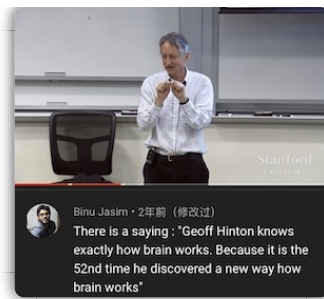 Stanford
Binu Jasim • 2年前（修改过）
There is a saying : "Geoff Hinton knows
exactly how brain works. Because it is the
52nd time he discovered a new way how
brain works"